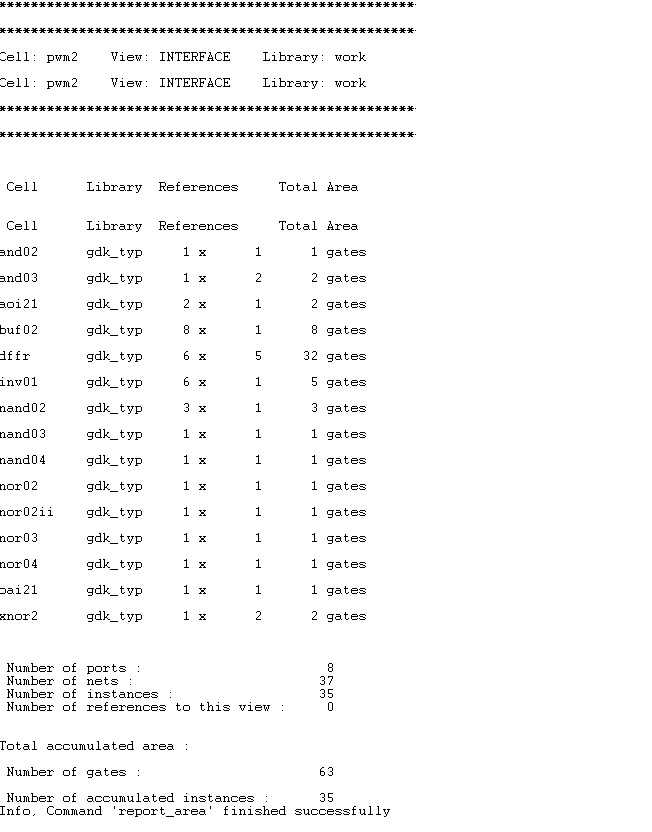 *****************************************************
*****************************************************
Cell: pwm2    View: INTERFACE    Library: work
Cell: pwm2    View: INTERFACE    Library: work
*****************************************************
*****************************************************
Cell      Library  References     Total Area
Cell      Library  References     Total Area
and02      gdk_typ     1 x      1      1 gates
and03      gdk_typ     1 x      2      2 gates
aoi21      gdk_typ     2 x      1      2 gates
buf02      gdk_typ     8 x      1      8 gates
dffr       gdk_typ     6 x      5     32 gates
inv01      gdk_typ     6 x      1      5 gates
nand02     gdk_typ     3 x      1      3 gates
nand03     gdk_typ     1 x      1      1 gates
nand04     gdk_typ     1 x      1      1 gates
nor02      gdk_typ     1 x      1      1 gates
nor02ii    gdk_typ     1 x      1      1 gates
nor03      gdk_typ     1 x      1      1 gates
nor04      gdk_typ     1 x      1      1 gates
oai21      gdk_typ     1 x      1      1 gates
xnor2      gdk_typ     1 x      2      2 gates
Number of ports :                       8
Number of nets :                       37
Number of instances :                  35
Number of references to this view :     0
Total accumulated area :
Number of gates :                      63
Number of accumulated instances :      35
Info, Command 'report_area' finished successfully